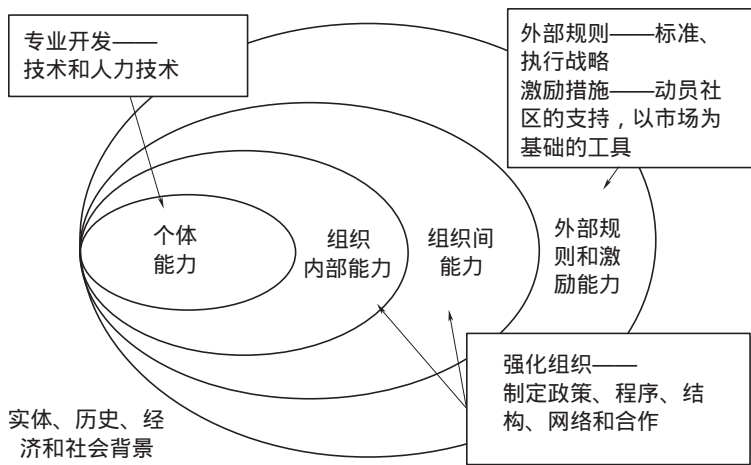 专业开发——
技术和人力技术
外部规则——标准、
执行战略
激励措施——动员社
区的支持，以市场为
基础的工具
个体
能力
组织
内部能力
组织间
能力
外部规
则和激
励能力
强化组织——
制定政策、程序、结
构、网络和合作
实体、历史、经
济和社会背景